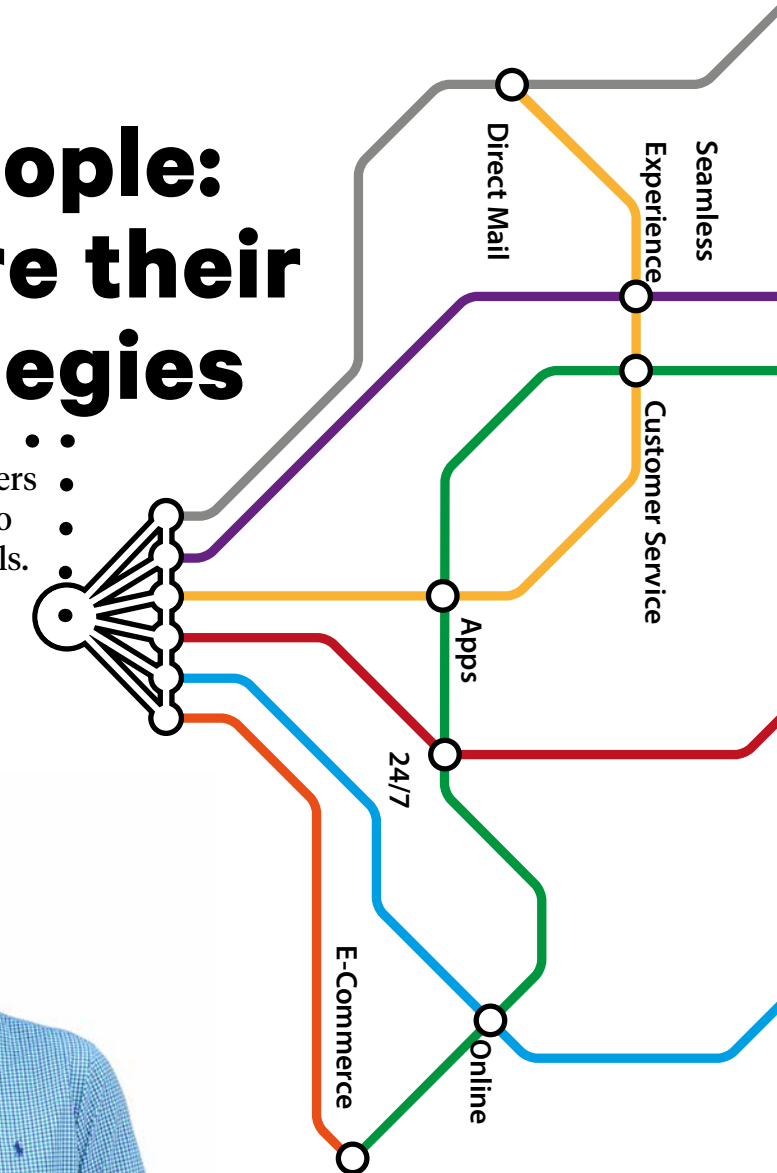 ople:
re their
egies
ers
o
ls.
Direct Mail
Seamless
Experience
Customer Service
Apps
24/7
E-Commerce
Online